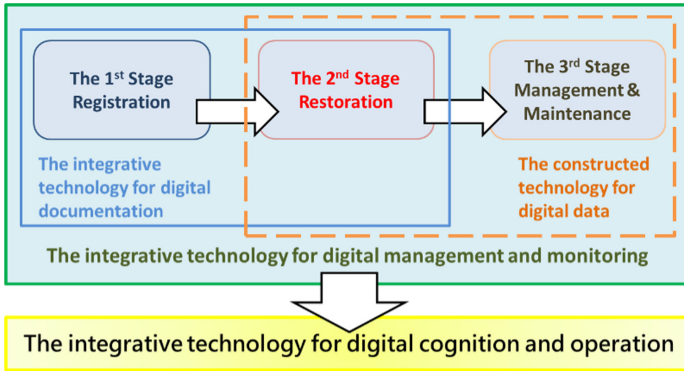 The 1st Stage
Registration
The 2nd Stage
Restoration
The 3rd Stage
Management &
Maintenance
The integrative
technology for digital
documentation
The constructed
technology for
digital data
The integrative technology for digital management and monitoring
The integrative technology for digital cognition and operation